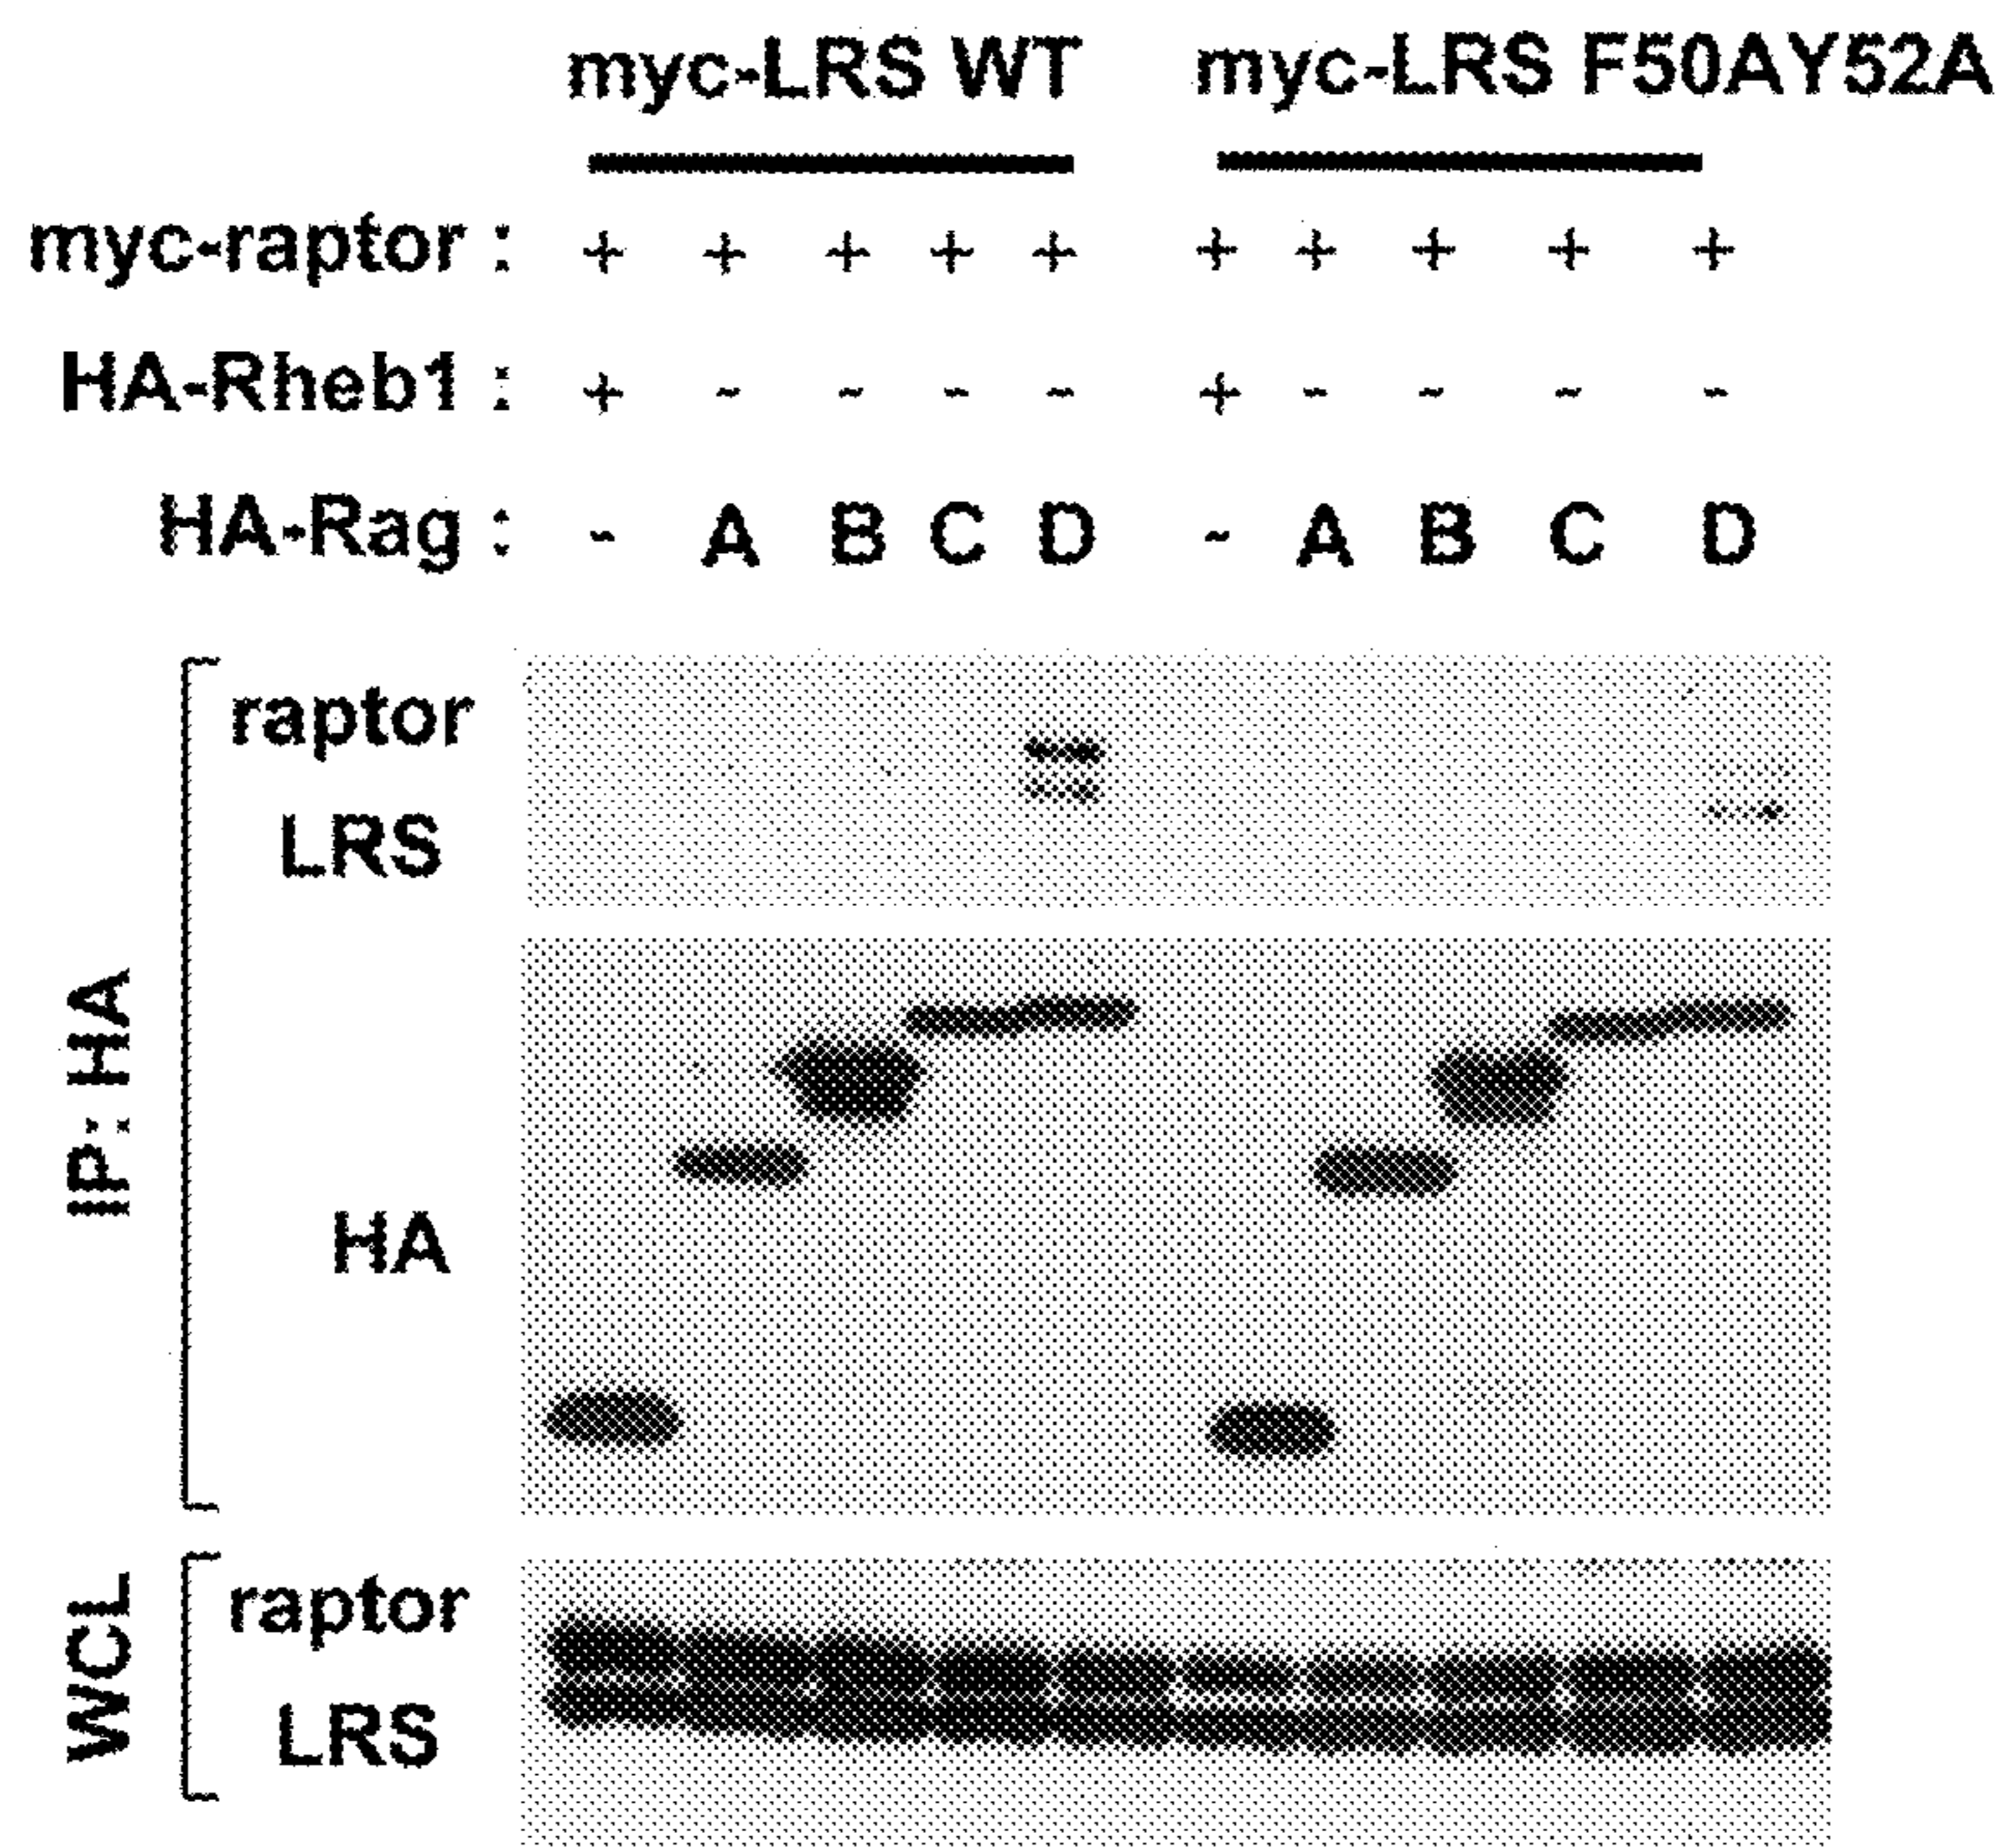 myc-LRS WT myc-LRS F50AY52A
myc-raptor : + + + + + + + + + +
HA-Rheb1 : + - - - - + - - - -
HA-Rag : - A B C D - A B C D
raptor
LRS
IP: HA
HA
raptor
WCL
LRS